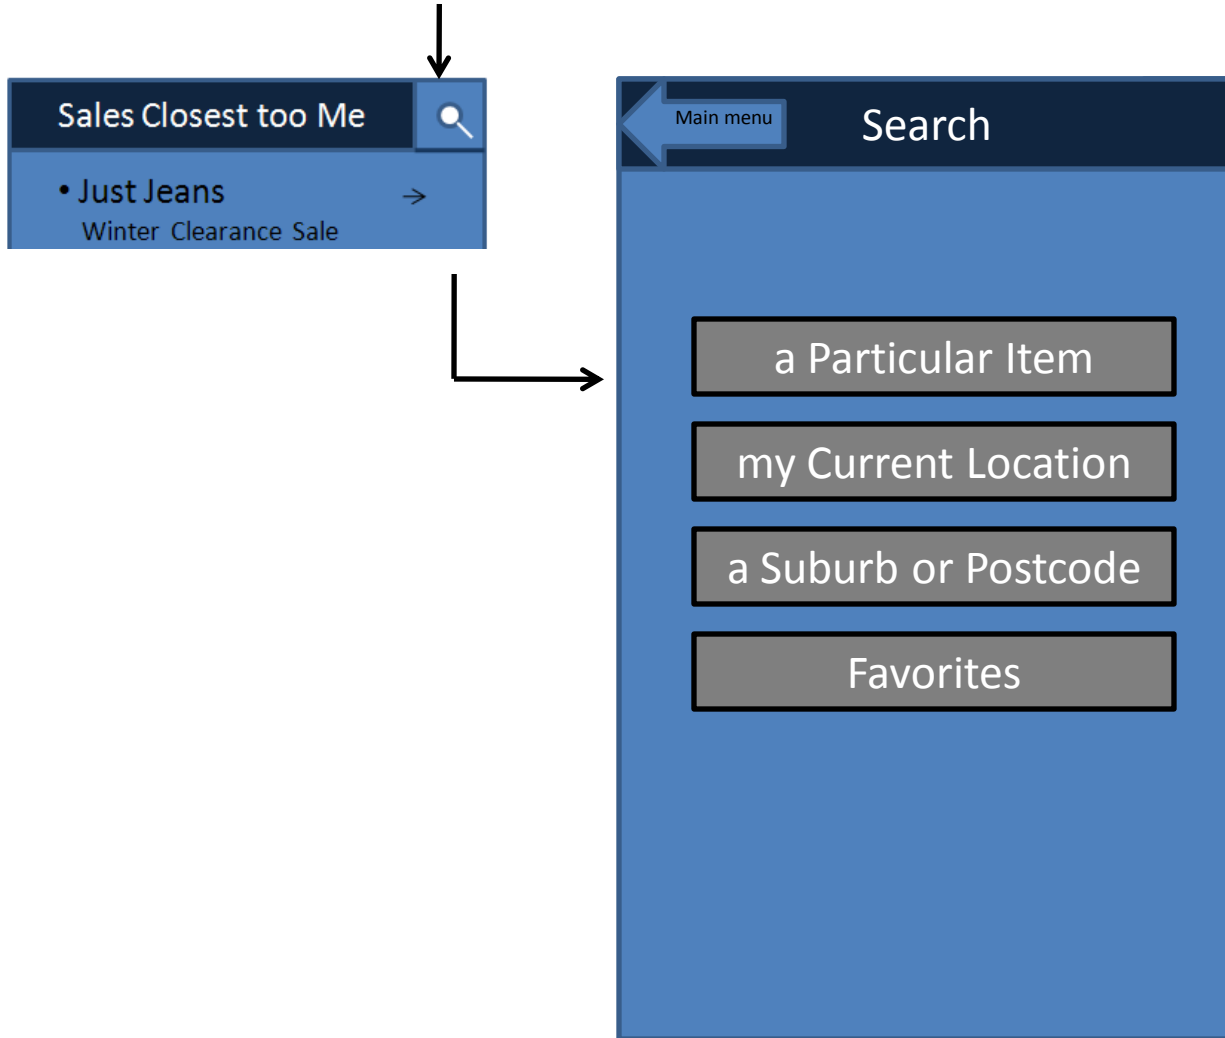 Sales Closest too Me
• Just Jeans
Winter Clearance Sale
Main menu
Search
a Particular Item
my Current Location
a Suburb or Postcode
Favorites